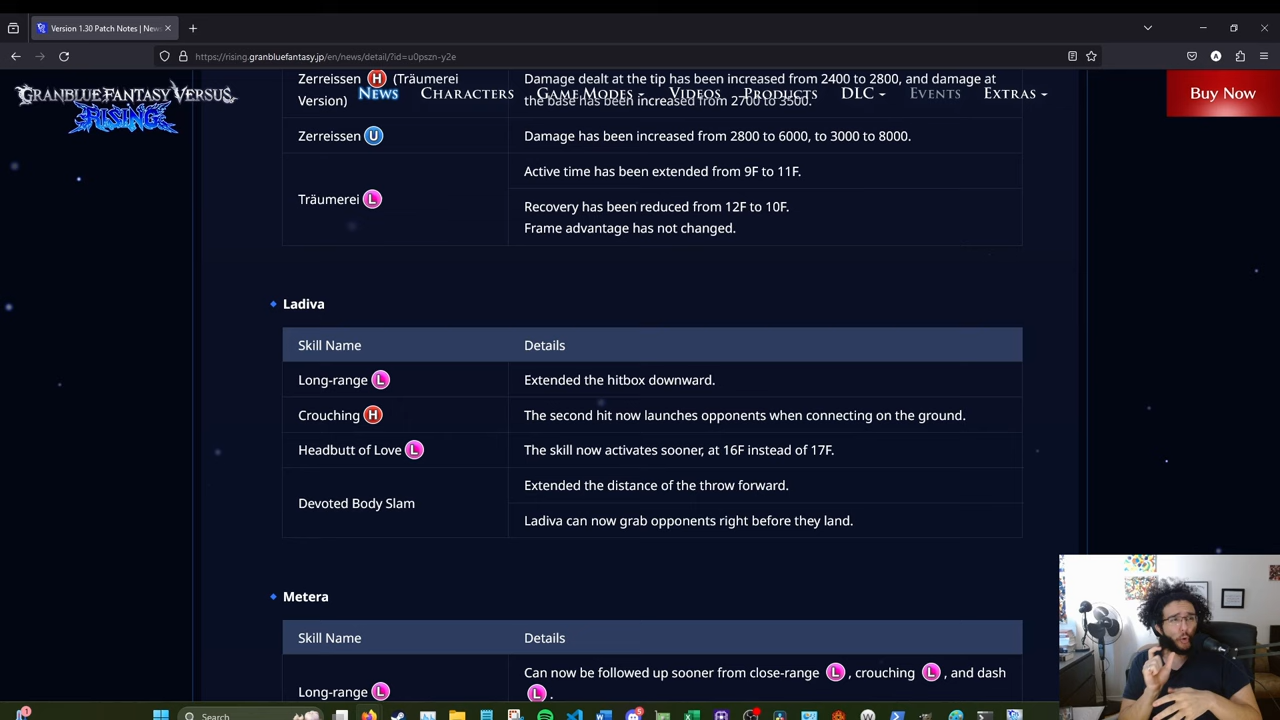 Version 1.30 Patch Notes | New
https://rising.granbluefantasy.jp/en/news/detail/?id=u0pszn-y2e
GRANBLUE FANTASY VERSUS
RISING
NEWS
CHARACTERS
GAME MODES
VIDEOS
PRODUCTS
DLC
EVENTS
EXTRAS
Buy Now
Zerreissen H (Träumerei
Version)
Damage dealt at the tip has been increased from 2400 to 2800, and damage at
the base has been increased from 2700 to 3500.
Zerreissen U
Damage has been increased from 2800 to 6000, to 3000 to 8000.
Träumerei L
Active time has been extended from 9F to 11F.
Recovery has been reduced from 12F to 10F.
Frame advantage has not changed.
Ladiva
Skill Name
Details
Long-range L
Extended the hitbox downward.
Crouching H
The second hit now launches opponents when connecting on the ground.
Headbutt of Love L
The skill now activates sooner, at 16F instead of 17F.
Devoted Body Slam
Extended the distance of the throw forward.
Ladiva can now grab opponents right before they land.
Metera
Skill Name
Details
Long-range L
Can now be followed up sooner from close-range L , crouching L , and dash
L .
Search